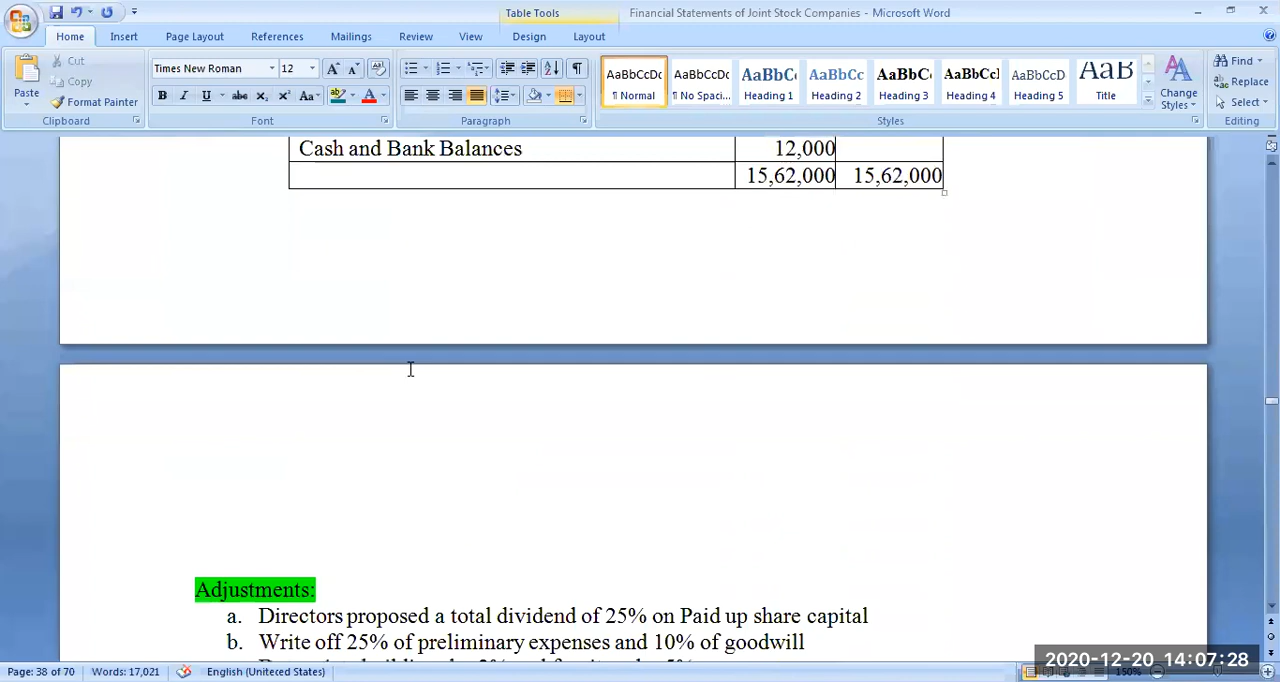 Table Tools
Financial Statements of Joint Stock Companies - Microsoft Word
Home Insert Page Layout References Mailings Review View Design Layout
Paste
Cut
Copy
Format Painter
Clipboard
Times New Roman 12
Font
Paragraph
AaBbCcDc AaBbCcDc AaBbC AaBbCc AaBbCc AaBbCcl AaBbCcD AaB
¶ Normal ¶ No Spaci... Heading 1 Heading 2 Heading 3 Heading 4 Heading 5 Title
Change Styles
Styles
Find
Replace
Select
Editing
Cash and Bank Balances 12,000
15,62,000 15,62,000
Adjustments:
a. Directors proposed a total dividend of 25% on Paid up share capital
b. Write off 25% of preliminary expenses and 10% of goodwill
2020-12-20 14:07:28
Page: 38 of 70 Words: 17,021 English (Uniteced States) 150%